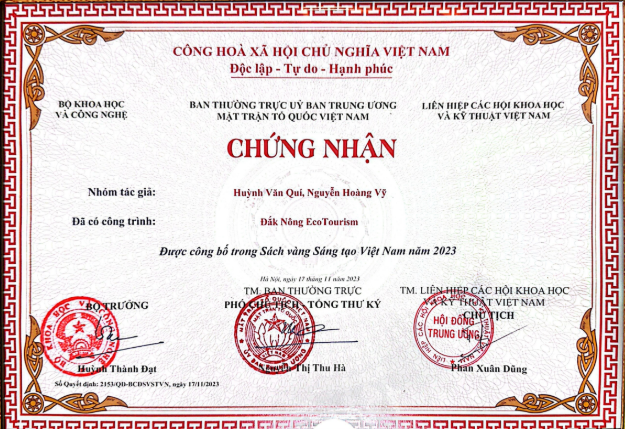 CÔNG HOÀ XÃ HỘI CHỦ NGHĨA VIỆT NAM
Độc lập - Tự do - Hạnh phúc
BỘ KHOA HỌC
VÀ CÔNG NGHỆ
BAN THƯỜNG TRỰC UỶ BAN TRUNG ƯƠNG
MẶT TRẬN TỔ QUỐC VIỆT NAM
LIÊN HIỆP CÁC HỘI KHOA HỌC
VÀ KỸ THUẬT VIỆT NAM
CHỨNG NHẬN
Nhóm tác giả: Huỳnh Văn Quí, Nguyễn Hoàng Vỹ
Đã có công trình: Đắk Nông EcoTourism
Được công bố trong Sách vàng Sáng tạo Việt Nam năm 2023
Hà Nội, ngày 17 tháng 11 năm 2023
BỘ TRƯỞNG
TM. BAN THƯỜNG TRỰC
PHÓ CHỦ TỊCH - TỔNG THƯ KÝ
TM. LIÊN HIỆP CÁC HỘI KHOA HỌC
VÀ KỸ THUẬT VIỆT NAM
CHỦ TỊCH
HỘI ĐỒNG
TRUNG ƯƠNG
Huỳnh Thành Đạt
Thị Thu Hà
Phan Xuân Dũng
Số Quyết định: 2153/QĐ-BCĐSVSTVN, ngày 17/11/2023